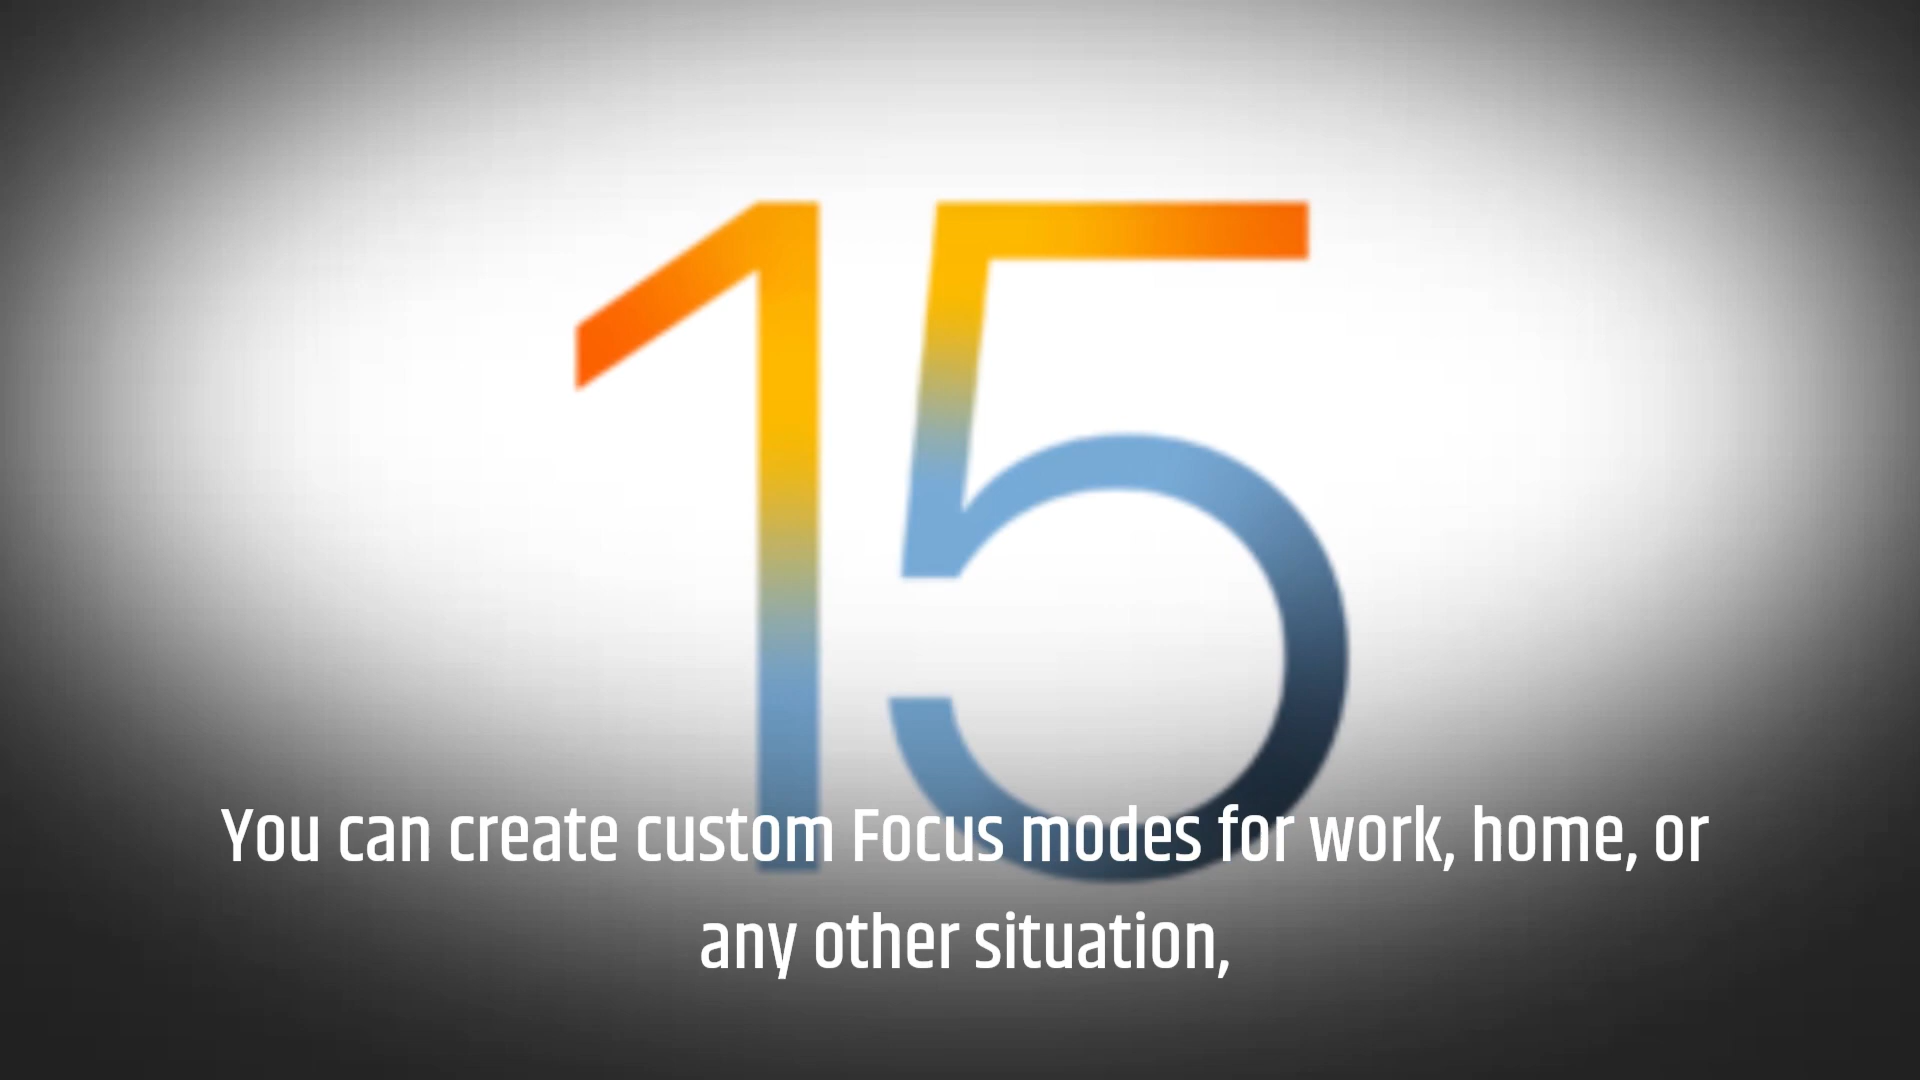 15
You can create custom Focus modes for work, home, or
any other situation,